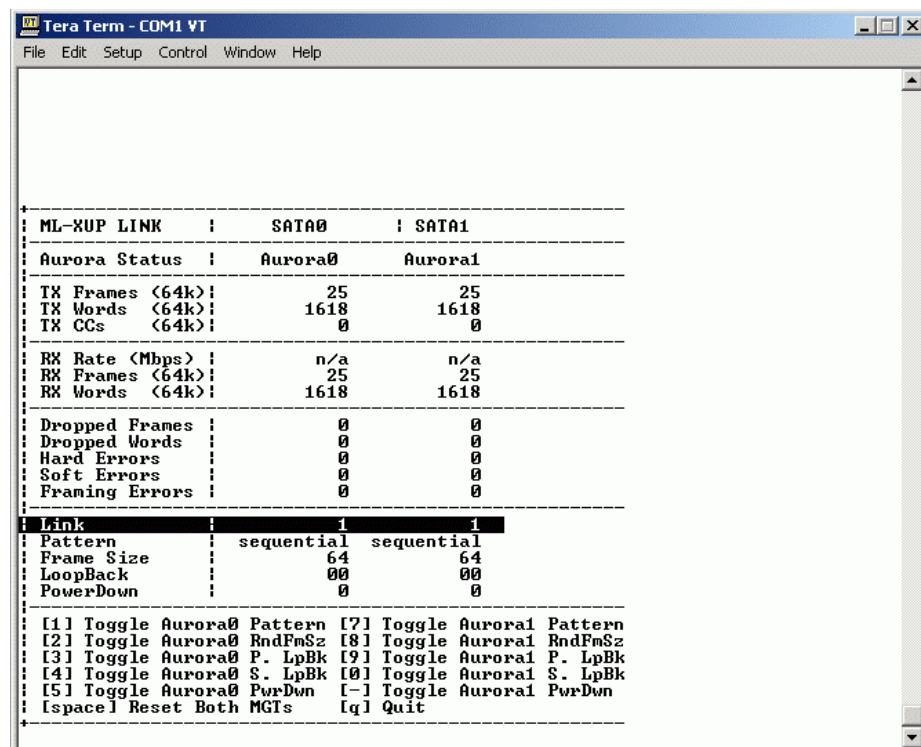 Tera Term - COM1 VT
File Edit Setup Control Window Help
ML-XUP LINK | SATA0 | SATA1
Aurora Status | Aurora0 Aurora1
TX Frames (64k)| 25 25
TX Words (64k)| 1618 1618
TX CCs (64k)| 0 0
RX Rate (Mbps) | n/a n/a
RX Frames (64k)| 25 25
RX Words (64k)| 1618 1618
Dropped Frames | 0 0
Dropped Words | 0 0
Hard Errors | 0 0
Soft Errors | 0 0
Framing Errors | 0 0
Link | 1 1
Pattern | sequential sequential
Frame Size | 64 64
LoopBack | 00 00
PowerDown | 0 0
[1] Toggle Aurora0 Pattern [7] Toggle Aurora1 Pattern
[2] Toggle Aurora0 RndFmSz [8] Toggle Aurora1 RndFmSz
[3] Toggle Aurora0 P. LpBk [9] Toggle Aurora1 P. LpBk
[4] Toggle Aurora0 S. LpBk [0] Toggle Aurora1 S. LpBk
[5] Toggle Aurora0 PwrDwn [-] Toggle Aurora1 PwrDwn
[space] Reset Both MGTs [q] Quit